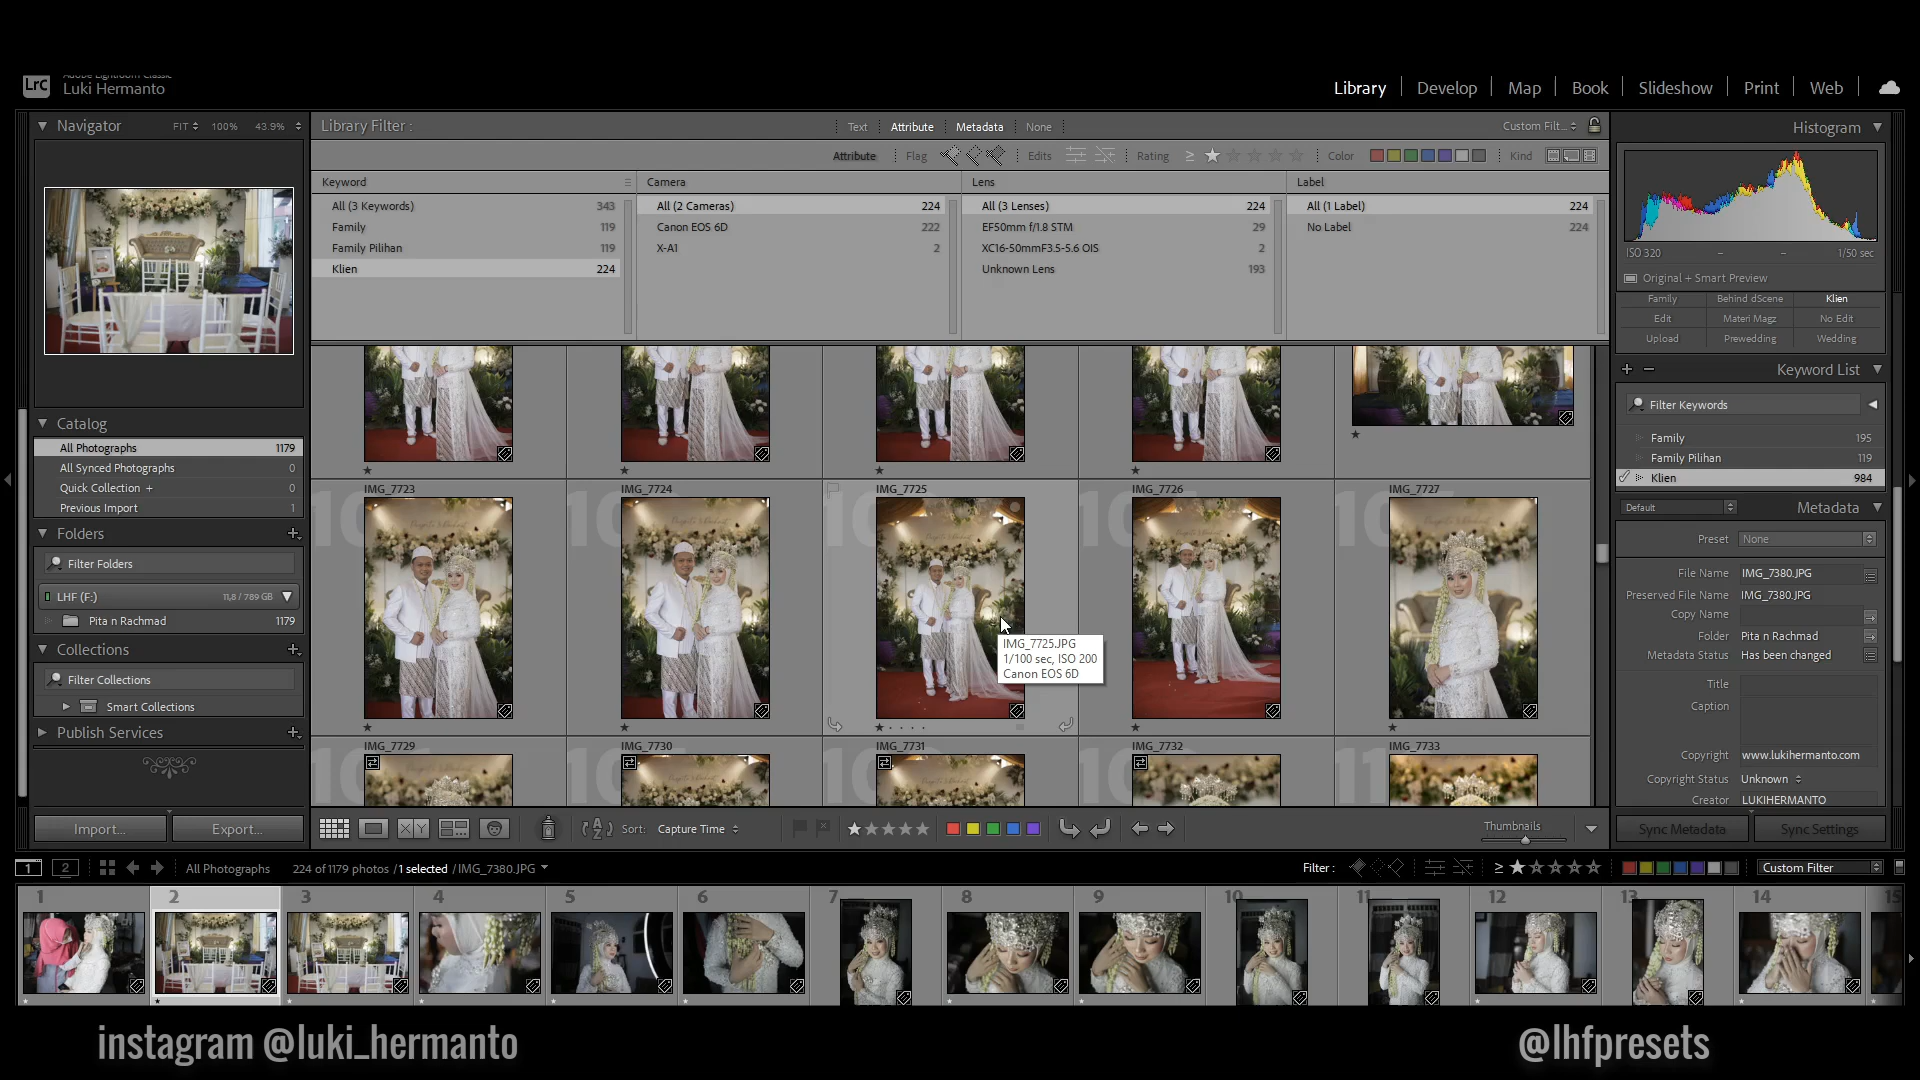 Adobe Lightroom Classic
LrC
Luki Hermanto
Library
Develop
Map
Book
Slideshow
Print
Web
Navigator
FIT
100%
43.9%
Library Filter :
Text
Attribute
Metadata
None
Custom Filt...
Histogram
Attribute
Flag
Edits
Rating
≥
Color
Kind
Keyword
Camera
Lens
Label
All (3 Keywords) 343
Family 119
Family Pilihan 119
Klien 224
All (2 Cameras) 224
Canon EOS 6D 222
X-A1 2
All (3 Lenses) 224
EF50mm f/1.8 STM 29
XC16-50mmF3.5-5.6 OIS 2
Unknown Lens 193
All (1 Label) 224
No Label 224
ISO 320 – – 1/50 sec
Original + Smart Preview
Family Behind dScene Klien
Edit Materi Magz No Edit
Upload Prewedding Wedding
Keyword List
Filter Keywords
Family 195
Family Pilihan 119
Klien 984
Default
Metadata
Preset None
File Name IMG_7380.JPG
Preserved File Name IMG_7380.JPG
Copy Name
Folder Pita n Rachmad
Metadata Status Has been changed
Title
Caption
Copyright www.lukihermanto.com
Copyright Status Unknown
Creator LUKIHERMANTO
Sync Metadata
Sync Settings
Catalog
All Photographs 1179
All Synced Photographs 0
Quick Collection + 0
Previous Import 1
Folders
Filter Folders
LHF (F:) 11,8 / 789 GB
Pita n Rachmad 1179
Collections
Filter Collections
Smart Collections
Publish Services
Import...
Export...
IMG_7723
IMG_7724
IMG_7725
IMG_7726
IMG_7727
IMG_7725.JPG
1/100 sec, ISO 200
Canon EOS 6D
IMG_7729
IMG_7730
IMG_7731
IMG_7732
IMG_7733
Sort: Capture Time
Thumbnails
1
2
All Photographs
224 of 1179 photos / 1 selected / IMG_7380.JPG
Filter :
≥
Custom Filter
1 2 3 4 5 6 7 8 9 10 11 12 13 14 15
instagram @luki_hermanto
@lhfpresets